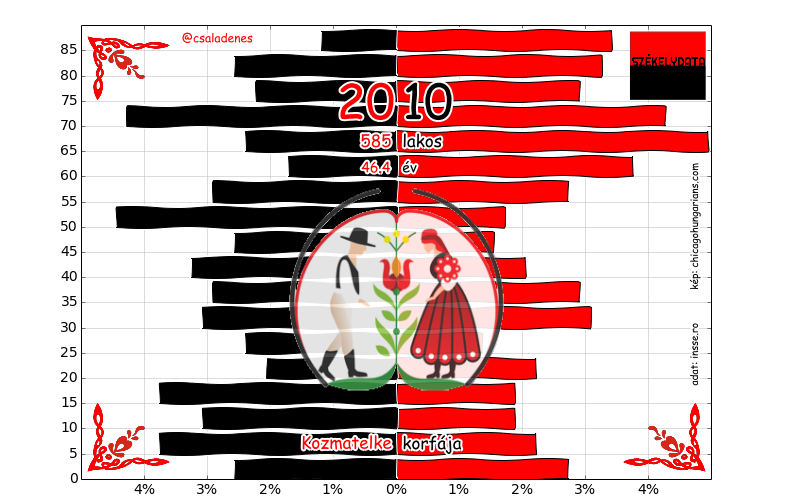 @csaladenes
SZÉKELYDATA
2010
585 lakos
46.4 év
kép: chicagohungarians.com
adat: insse.ro
Kozmatelke korfája
85
80
75
70
65
60
55
50
45
40
35
30
25
20
15
10
5
0
4% 3% 2% 1% 0% 1% 2% 3% 4%